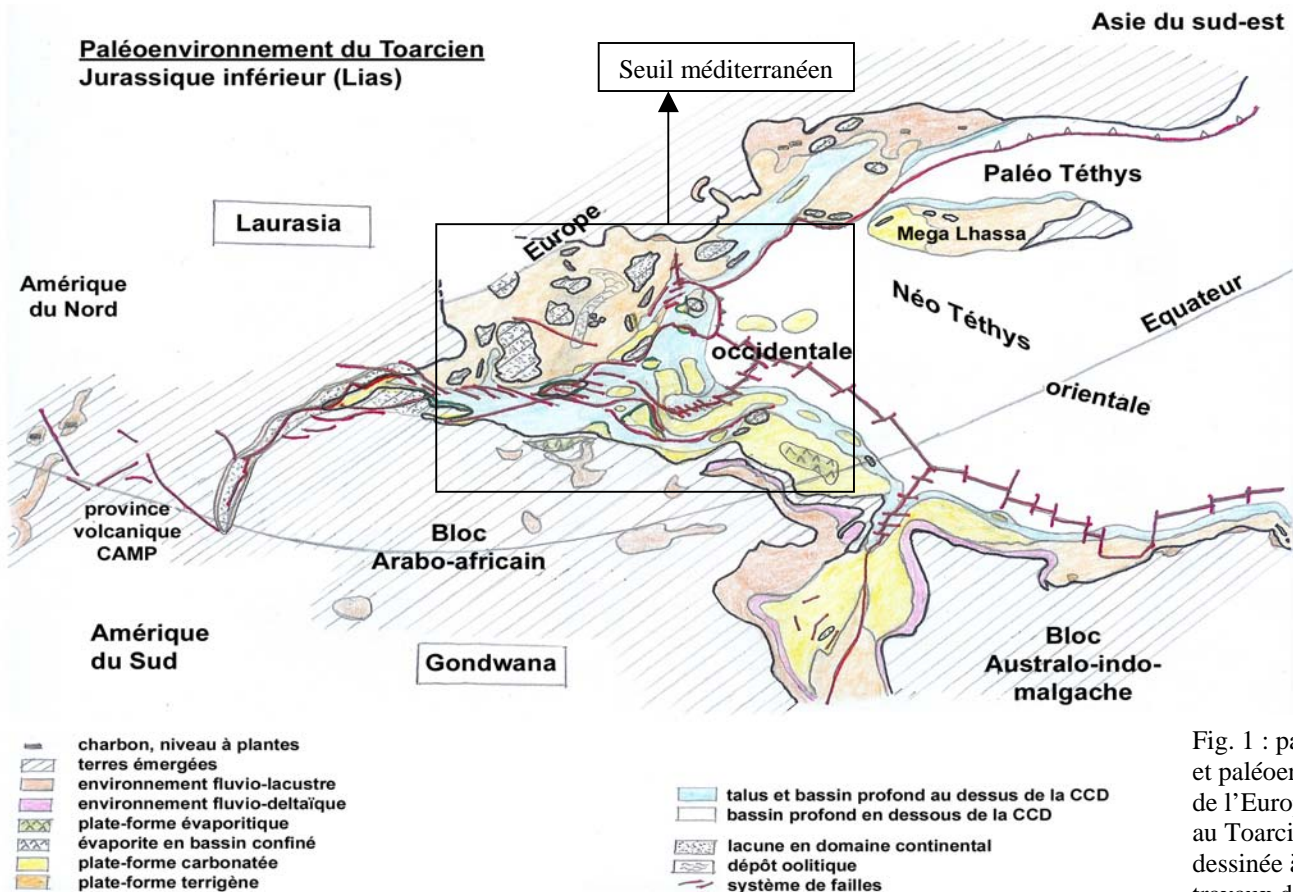 Asie du sud-est
Paléoenvironnement du Toarcien
Jurassique inférieur (Lias)
Seuil méditerranéen
Paléo Téthys
Laurasia
Europe
Mega Lhassa
Amérique
du Nord
Néo Téthys
Equateur
occidentale
orientale
province
volcanique
CAMP
Bloc
Arabo-africain
Amérique
du Sud
Gondwana
Bloc
Australo-indo-
malgache
charbon, niveau à plantes
terres émergées
environnement fluvio-lacustre
environnement fluvio-deltaïque
plate-forme évaporitique
évaporite en bassin confiné
plate-forme carbonatée
plate-forme terrigène
talus et bassin profond au dessus de la CCD
bassin profond en dessous de la CCD
lacune en domaine continental
dépôt oolitique
système de failles
Fig. 1 : pa
et paléoen
de l'Euro
au Toarci
dessinée à